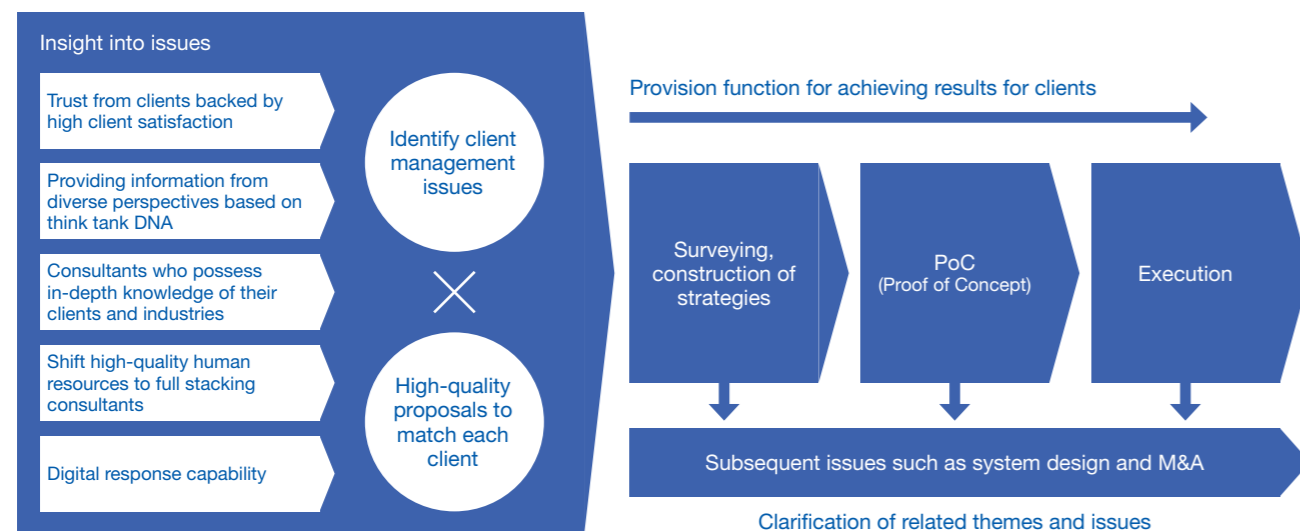 Insight into issues
Trust from clients backed by
high client satisfaction
Providing information from
diverse perspectives based on
think tank DNA
Consultants who possess
in-depth knowledge of their
clients and industries
Shift high-quality human
resources to full stacking
consultants
Digital response capability
Identify client
management
issues
High-quality
proposals to
match each
client
Provision function for achieving results for clients
Surveying,
construction of
strategies
PoC
(Proof of Concept)
Execution
Subsequent issues such as system design and M&A
Clarification of related themes and issues